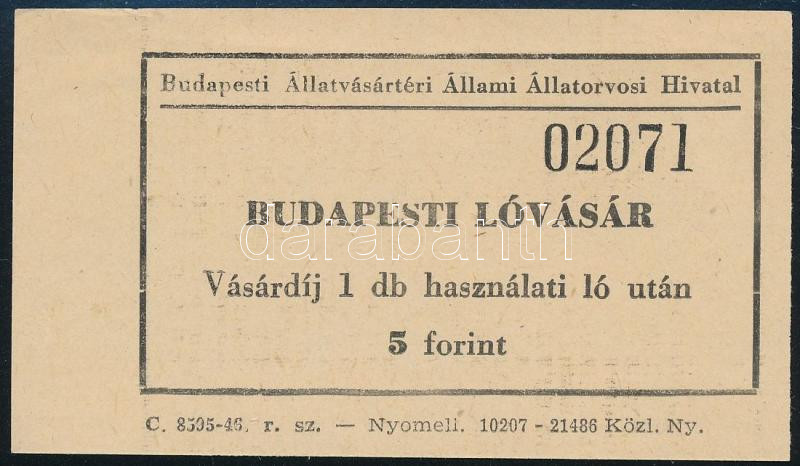 Budapesti Állatvásártéri Állami Állatorvosi Hivatal
02071
BUDAPESTI LÓVÁSÁR
darabanth
Vásárdíj 1 db használati ló után
5 forint
C. 8595-46. r. sz. — Nyomell. 10207 - 21486 Közl. Ny.